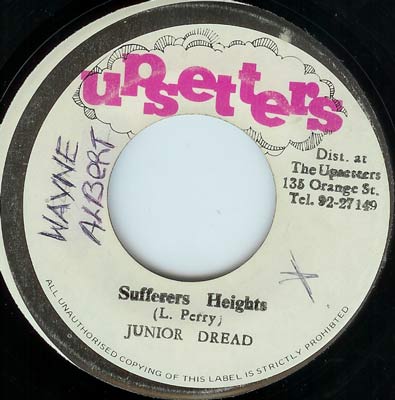 upsetters
WAYNE
ALBERT
Dist. at
The Upsetters
135 Orange St.
Tel. 92-27149
Sufferers Heights
(L. Perry)
JUNIOR DREAD
ALL UNAUTHORISED COPYING OF THIS LABEL IS STRICTLY PROHIBITED